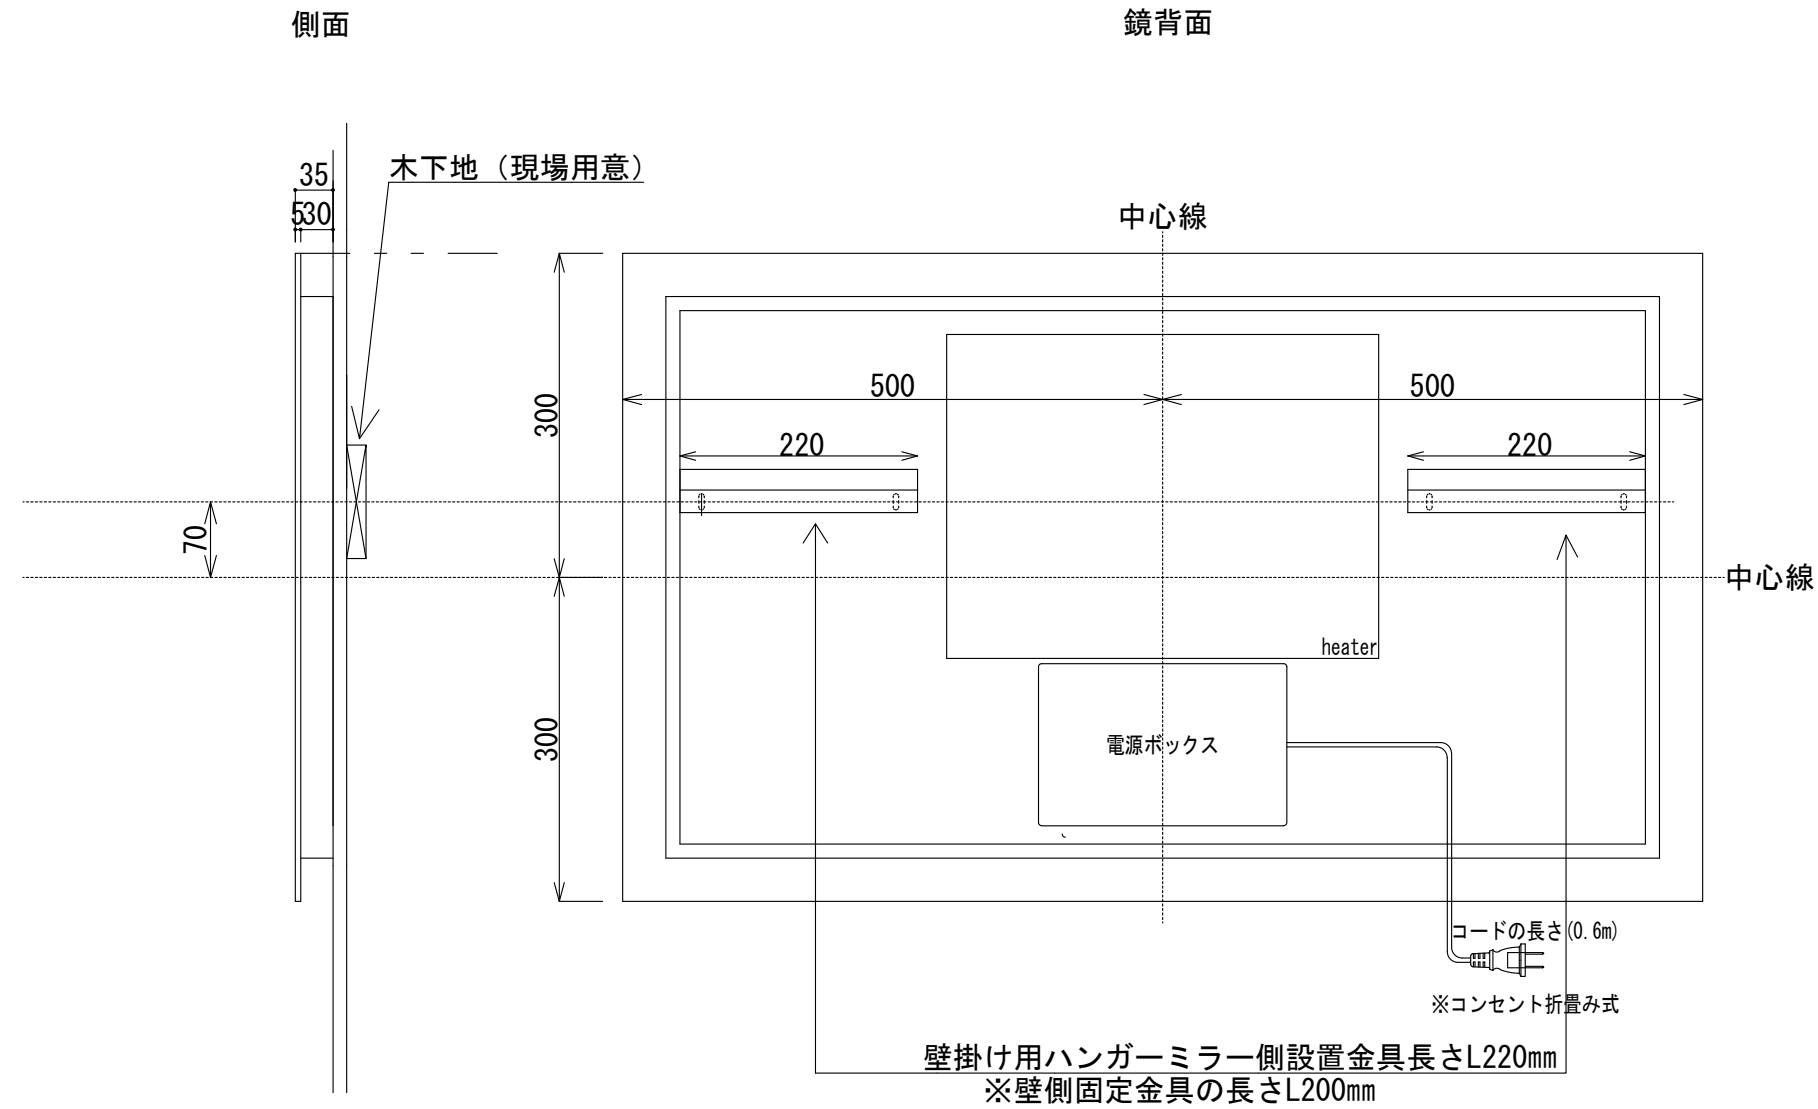 側面
鏡背面
木下地（現場用意）
35
5
30
中心線
500
500
300
220
220
70
中心線
heater
300
電源ボックス
コードの長さ(0.6m)
※コンセント折畳み式
壁掛け用ハンガーミラー側設置金具長さL220mm
※壁側固定金具の長さL200mm